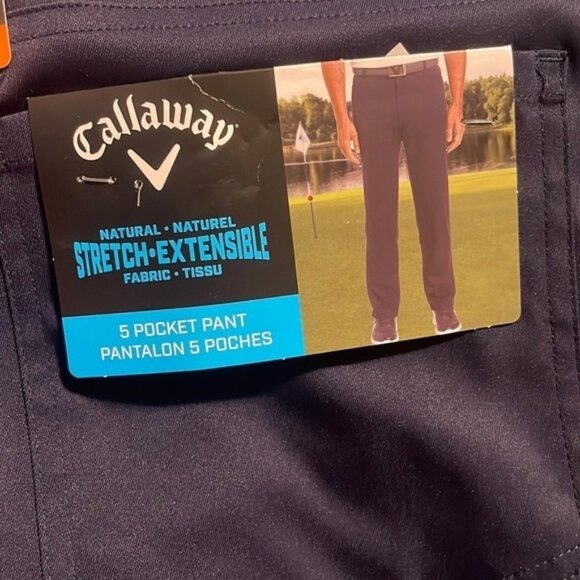 Callaway
NATURAL • NATUREL
STRETCH•EXTENSIBLE
FABRIC • TISSU
5 POCKET PANT
PANTALON 5 POCHES